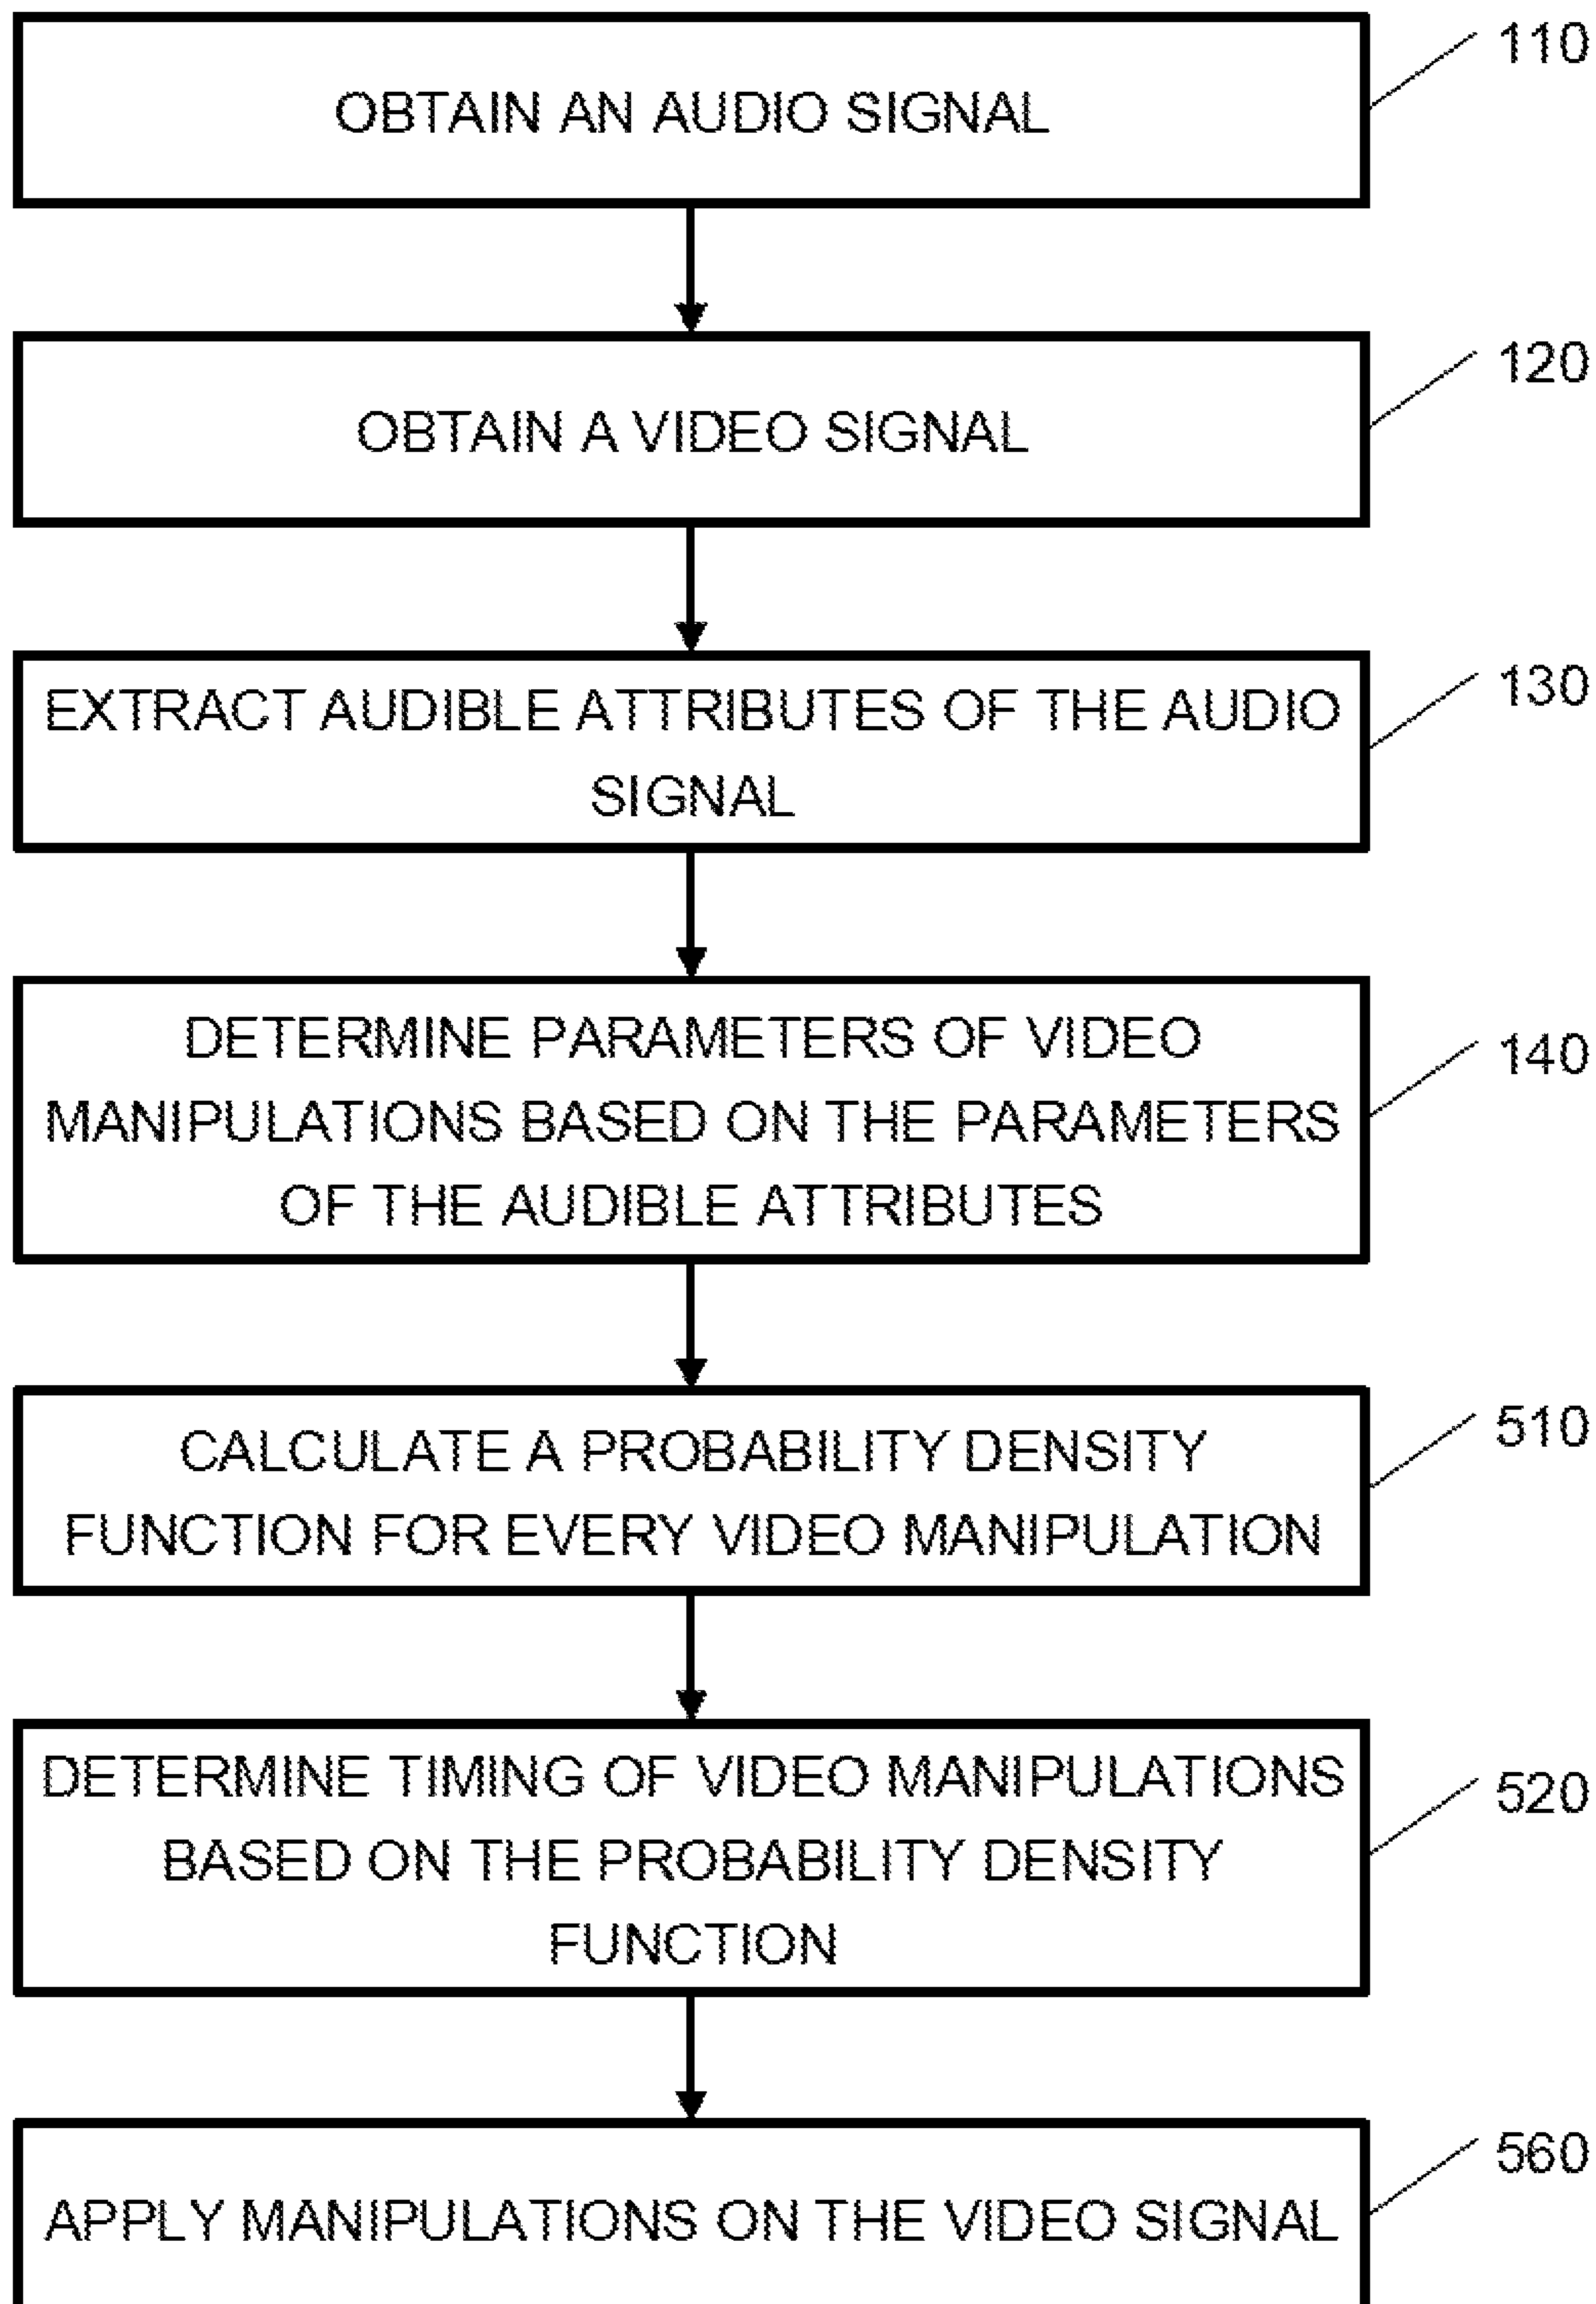 110
OBTAIN AN AUDIO SIGNAL
120
OBTAIN A VIDEO SIGNAL
130
EXTRACT AUDIBLE ATTRIBUTES OF THE AUDIO
SIGNAL
140
DETERMINE PARAMETERS OF VIDEO
MANIPULATIONS BASED ON THE PARAMETERS
OF THE AUDIBLE ATTRIBUTES
510
CALCULATE A PROBABILITY DENSITY
FUNCTION FOR EVERY VIDEO MANIPULATION
520
DETERMINE TIMING OF VIDEO MANIPULATIONS
BASED ON THE PROBABILITY DENSITY
FUNCTION
560
APPLY MANIPULATIONS ON THE VIDEO SIGNAL